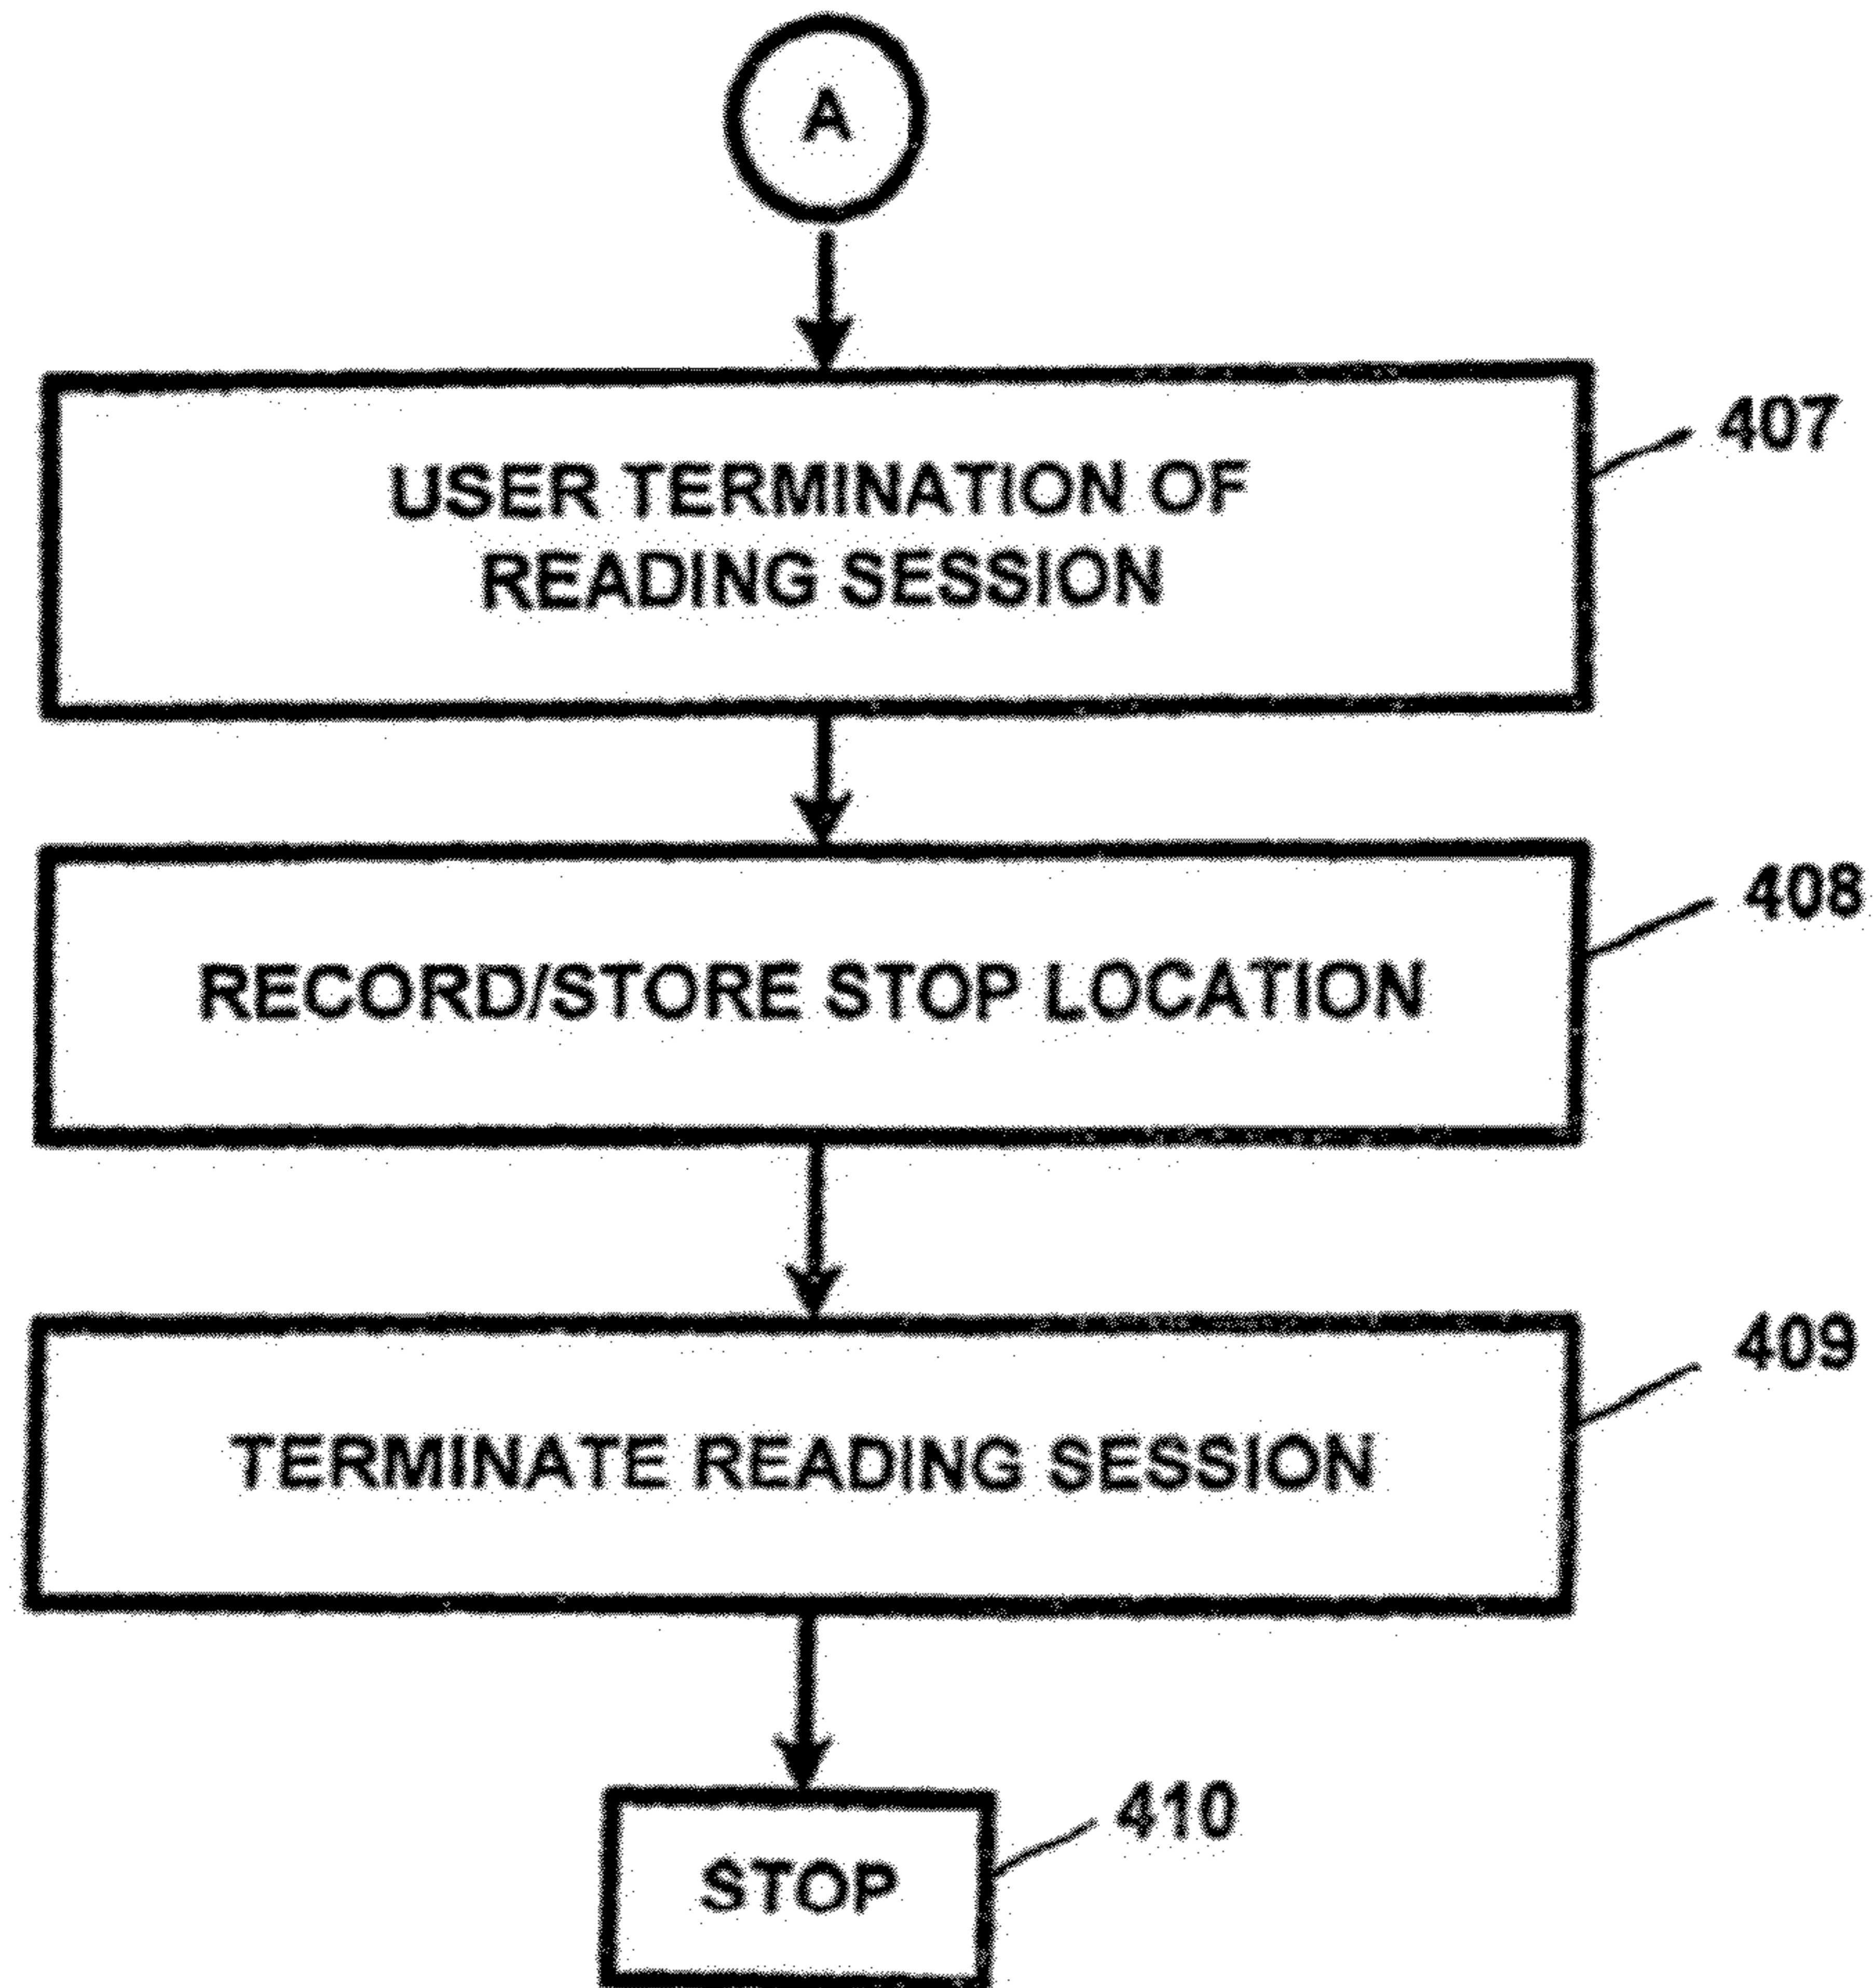 A
USER TERMINATION OF
READING SESSION
407
RECORD/STORE STOP LOCATION
408
TERMINATE READING SESSION
409
STOP
410